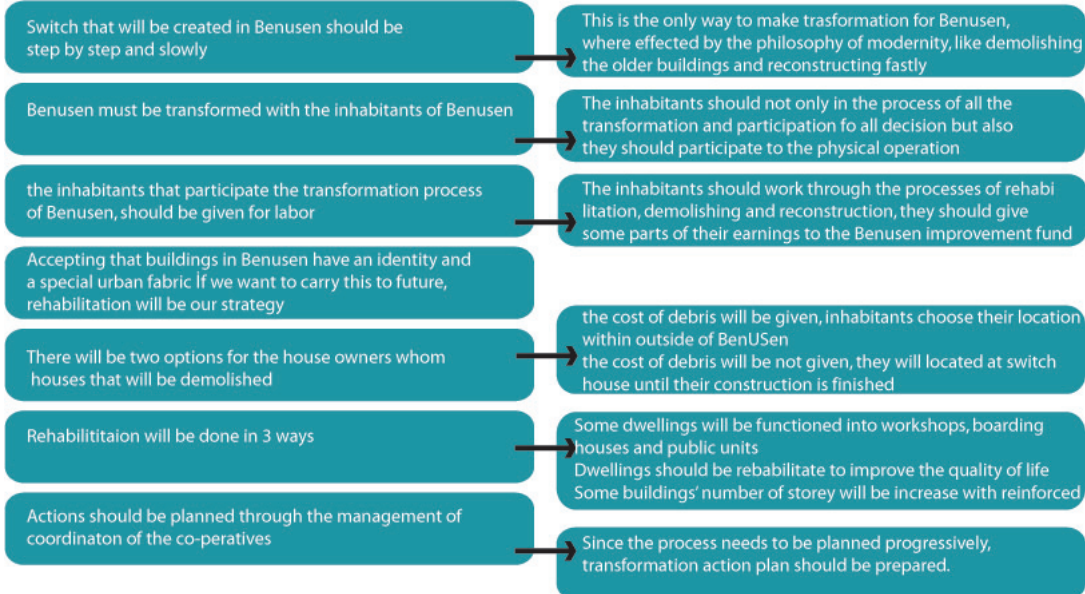 Switch that will be created in Benusen should be
step by step and slowly
This is the only way to make trasformation for Benusen,
where effected by the philosophy of modernity, like demolishing
the older buildings and reconstructing fastly
Benusen must be transformed with the inhabitants of Benusen
The inhabitants should not only in the process of all the
transformation and participation fo all decision but also
they should participate to the physical operation
the inhabitants that participate the transformation process
of Benusen, should be given for labor
The inhabitants should work through the processes of rehabi
litation, demolishing and reconstruction, they should give
some parts of their earnings to the Benusen improvement fund
Accepting that buildings in Benusen have an identity and
a special urban fabric İf we want to carry this to future,
rehabilitation will be our strategy
There will be two options for the house owners whom
houses that will be demolished
the cost of debris will be given, inhabitants choose their location
within outside of BenUSen
the cost of debris will be not given, they will located at switch
house until their construction is finished
Rehabilititaion will be done in 3 ways
Some dwellings will be functioned into workshops, boarding
houses and public units
Dwellings should be rebabilitate to improve the quality of life
Some buildings' number of storey will be increase with reinforced
Actions should be planned through the management of
coordinaton of the co-peratives
Since the process needs to be planned progressively,
transformation action plan should be prepared.